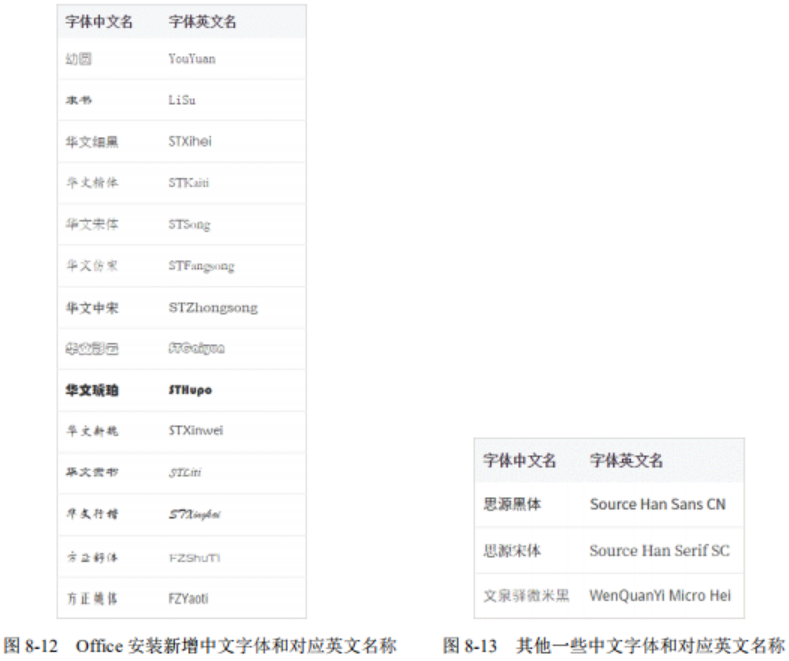 字体中文名 字体英文名
幼圆 YouYuan
隶书 LiSu
华文细黑 STXihei
华文楷体 STKaiti
华文宋体 STSong
华文仿宋 STFangsong
华文中宋 STZhongsong
华文彩云 STCaiyun
华文琥珀 STHupo
华文新魏 STXinwei
华文隶书 STLiti
华文行楷 STXingkai
方正舒体 FZShuTi
方正姚体 FZYaoti
图 8-12 Office 安装新增中文字体和对应英文名称
字体中文名 字体英文名
思源黑体 Source Han Sans CN
思源宋体 Source Han Serif SC
文泉驿微米黑 WenQuanYi Micro Hei
图 8-13 其他一些中文字体和对应英文名称